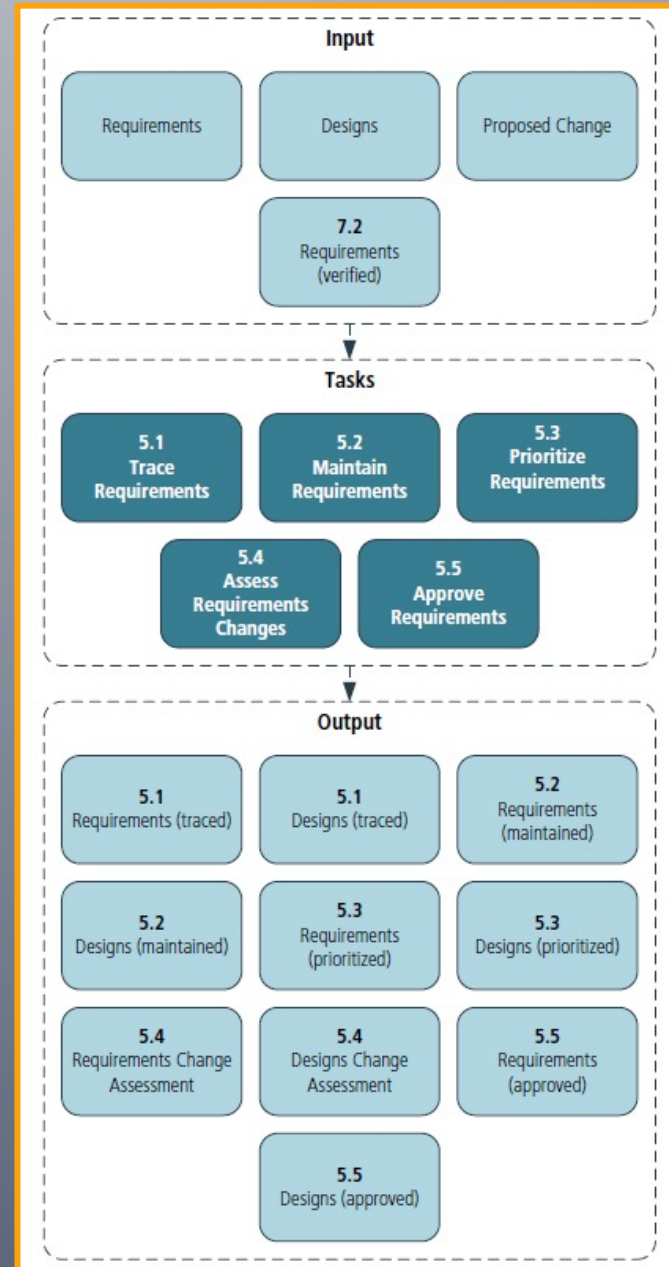 Input
Requirements
Designs
Proposed Change
7.2
Requirements
(verified)
Tasks
5.1
Trace
Requirements
5.2
Maintain
Requirements
5.3
Prioritize
Requirements
5.4
Assess
Requirements
Changes
5.5
Approve
Requirements
Output
5.1
Requirements (traced)
5.1
Designs (traced)
5.2
Requirements
(maintained)
5.2
Designs (maintained)
5.3
Requirements
(prioritized)
5.3
Designs (prioritized)
5.4
Requirements Change
Assessment
5.4
Designs Change
Assessment
5.5
Requirements
(approved)
5.5
Designs (approved)